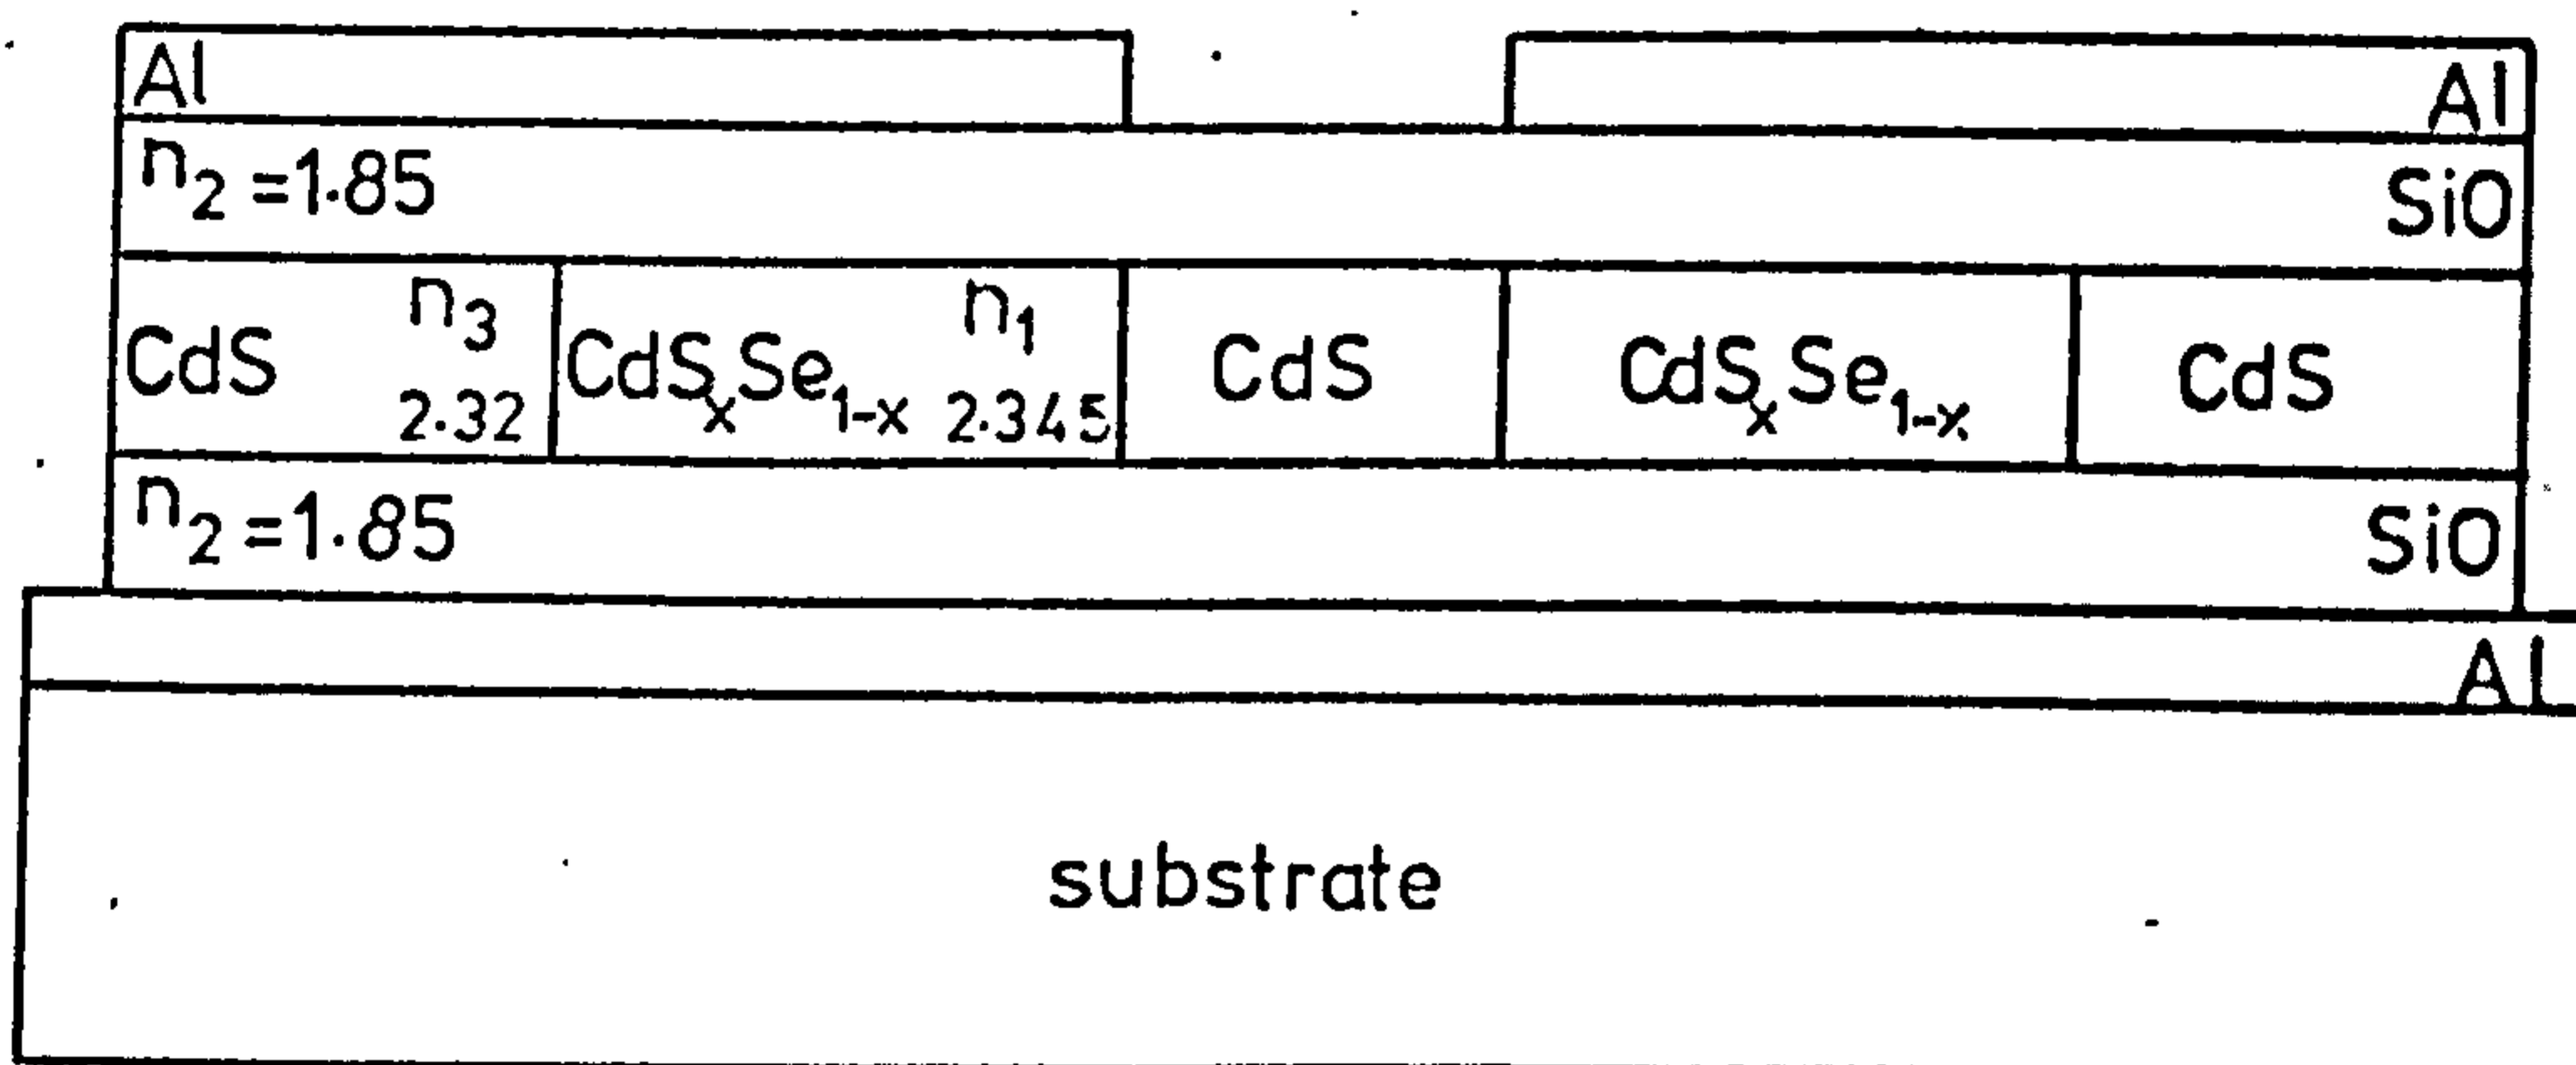 Al Al
n₂ =1.85 SiO
CdS n₃ 2.32 CdSₓSe₁₋ₓ n₁ 2.345 CdS CdSₓSe₁₋ₓ CdS
n₂ =1.85 SiO
Al
substrate